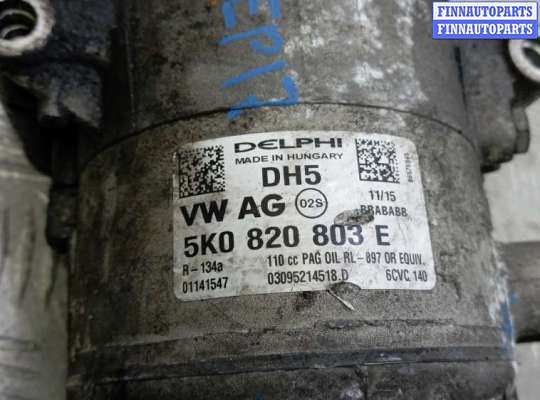 FINNAUTOPARTS
FINNAUTOPARTS
EP17
DELPHI
MADE IN HUNGARY
DH5
VW AG 02S
11/15
BRABABB
5K0 820 803 E
R-134a
110 cc PAG OIL RL-897 OR EQUIV.
01141547
03095214518.D
6CVC 140